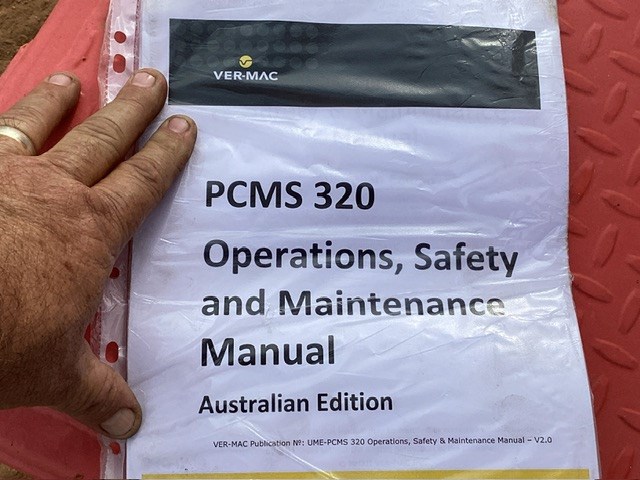 VER-MAC
PCMS 320
Operations, Safety
and Maintenance
Manual
Australian Edition
VER-MAC Publication Nº: UME-PCMS 320 Operations, Safety & Maintenance Manual – V2.0